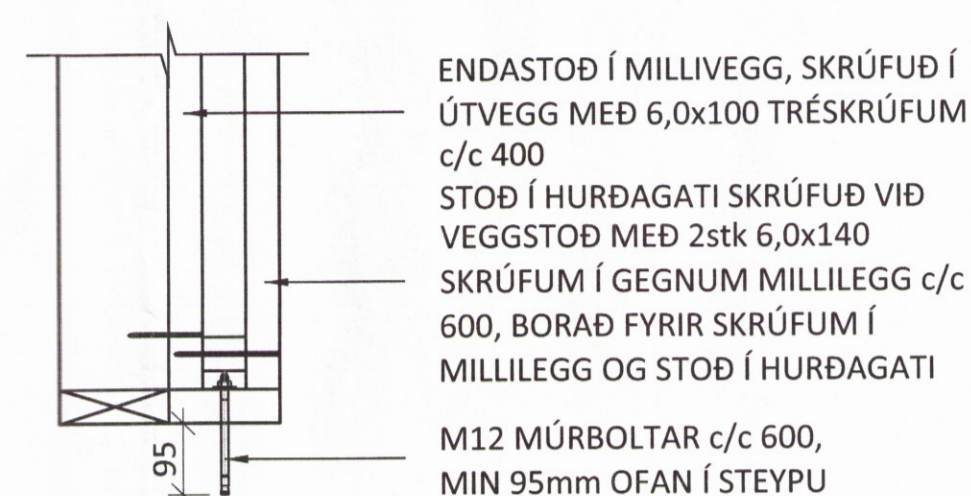 ENDASTOÐ Í MILLIVEGG, SKRÚFUÐ Í
ÚTVEGG MEÐ 6,0x100 TRÉSKRÚFUM
c/c 400
STOÐ Í HURÐAGATI SKRÚFUÐ VIÐ
VEGGSTOÐ MEÐ 2stk 6,0x140
SKRÚFUM Í GEGNUM MILLILEGG c/c
600, BORAÐ FYRIR SKRÚFUM Í
MILLILEGG OG STOÐ Í HURÐAGATI
M12 MÚRBOLTAR c/c 600,
MIN 95mm OFAN Í STEYPU
95